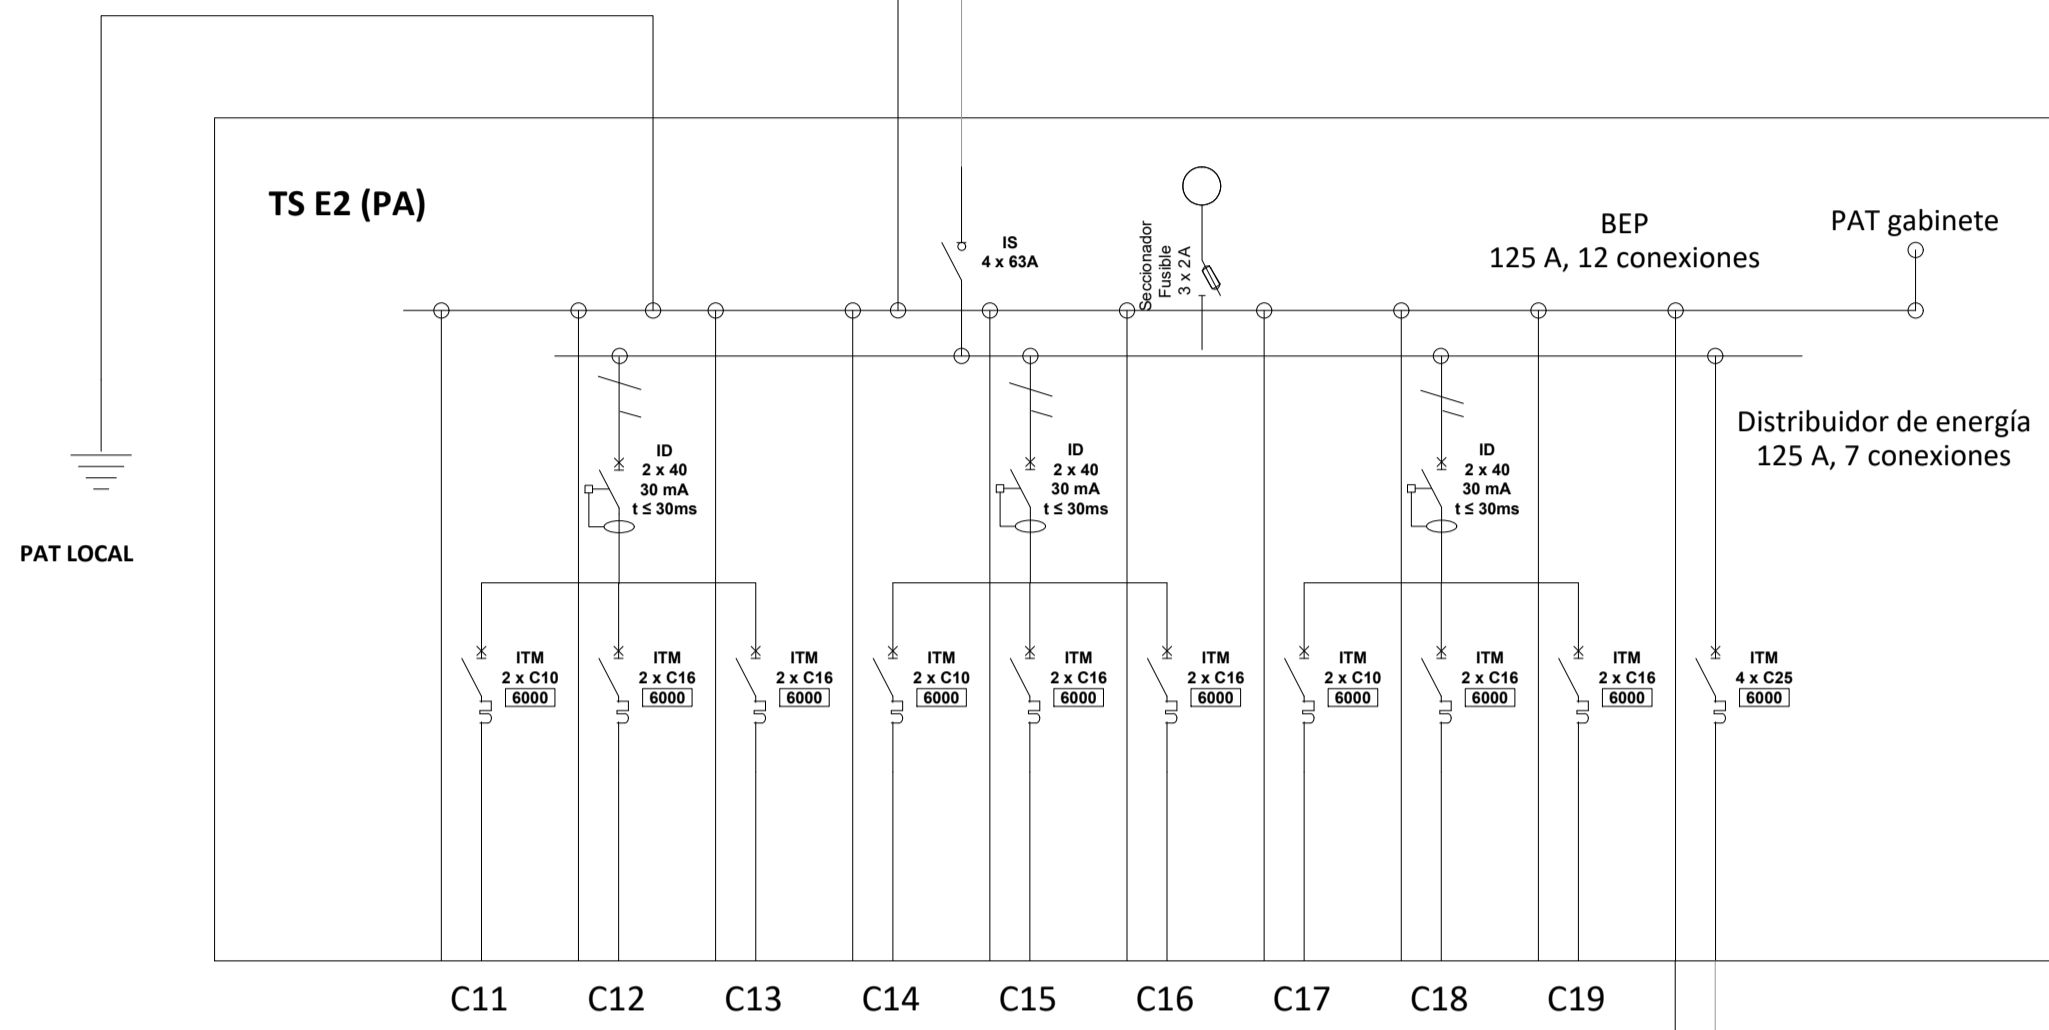 TS E2 (PA)
IS
4 x 63A
Seccionador
Fusible
3 x 2A
BEP
125 A, 12 conexiones
PAT gabinete
Distribuidor de energía
125 A, 7 conexiones
PAT LOCAL
ID
2 x 40
30 mA
t ≤ 30ms
ID
2 x 40
30 mA
t ≤ 30ms
ID
2 x 40
30 mA
t ≤ 30ms
ITM
2 x C10
6000
ITM
2 x C16
6000
ITM
2 x C16
6000
ITM
2 x C10
6000
ITM
2 x C16
6000
ITM
2 x C16
6000
ITM
2 x C10
6000
ITM
2 x C16
6000
ITM
2 x C16
6000
ITM
4 x C25
6000
C11
C12
C13
C14
C15
C16
C17
C18
C19